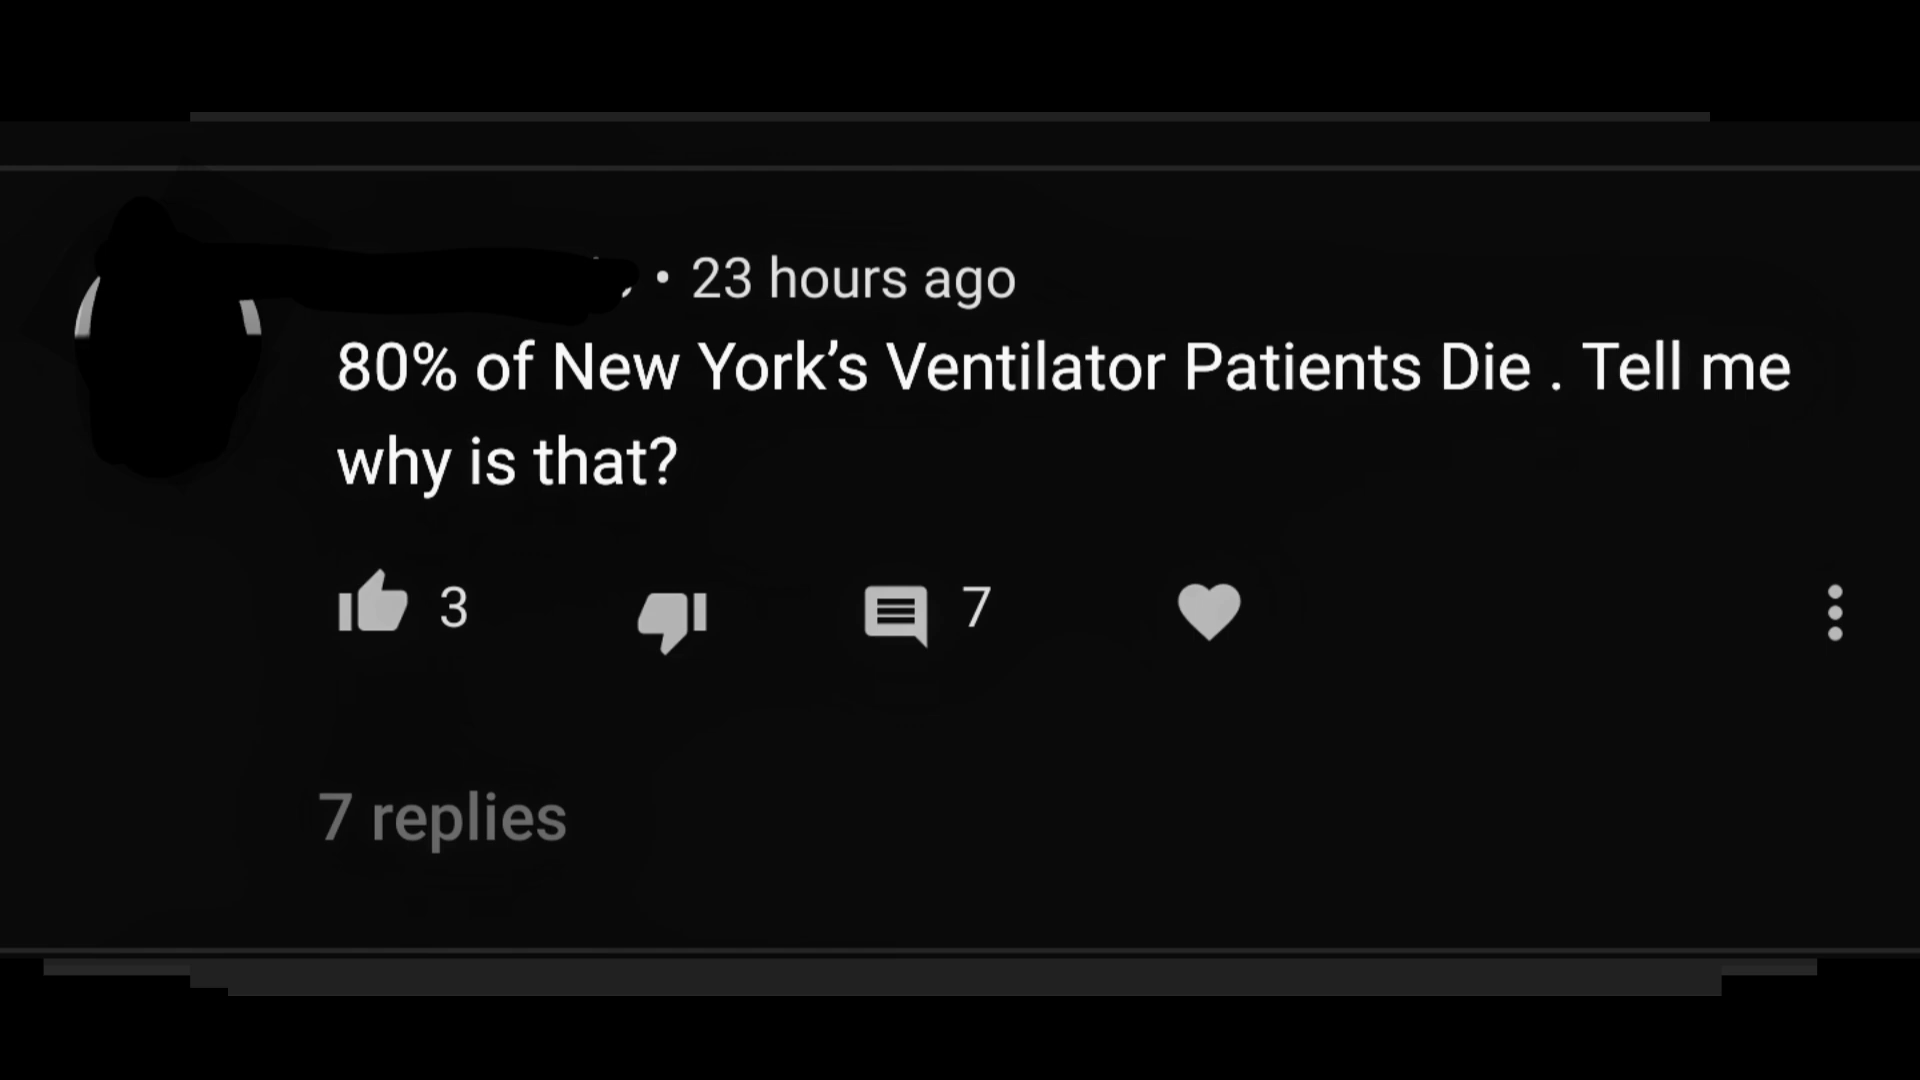 • 23 hours ago
80% of New York’s Ventilator Patients Die . Tell me
why is that?
3 7
7 replies